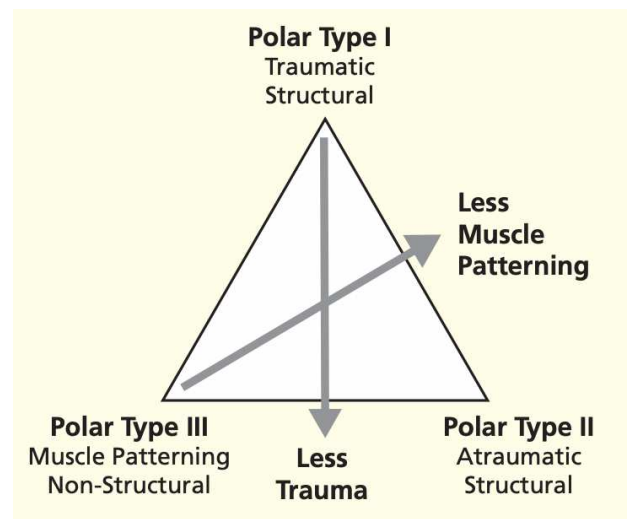 Polar Type I
Traumatic
Structural
Less
Muscle
Patterning
Polar Type III
Muscle Patterning
Non-Structural
Less
Trauma
Polar Type II
Atraumatic
Structural